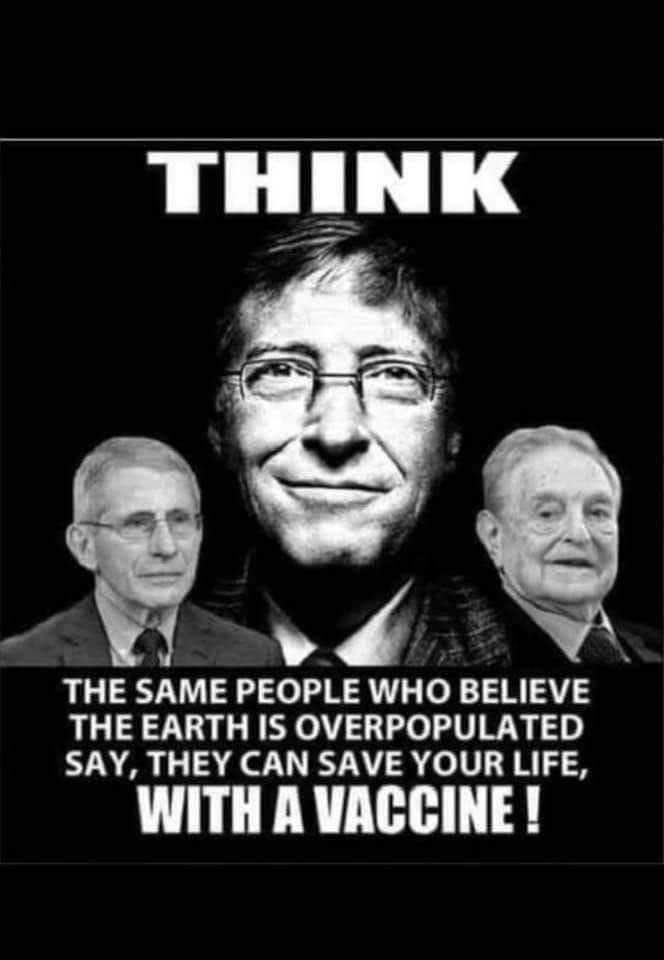 THINK
THE SAME PEOPLE WHO BELIEVE
THE EARTH IS OVERPOPULATED
SAY, THEY CAN SAVE YOUR LIFE,
WITH A VACCINE !